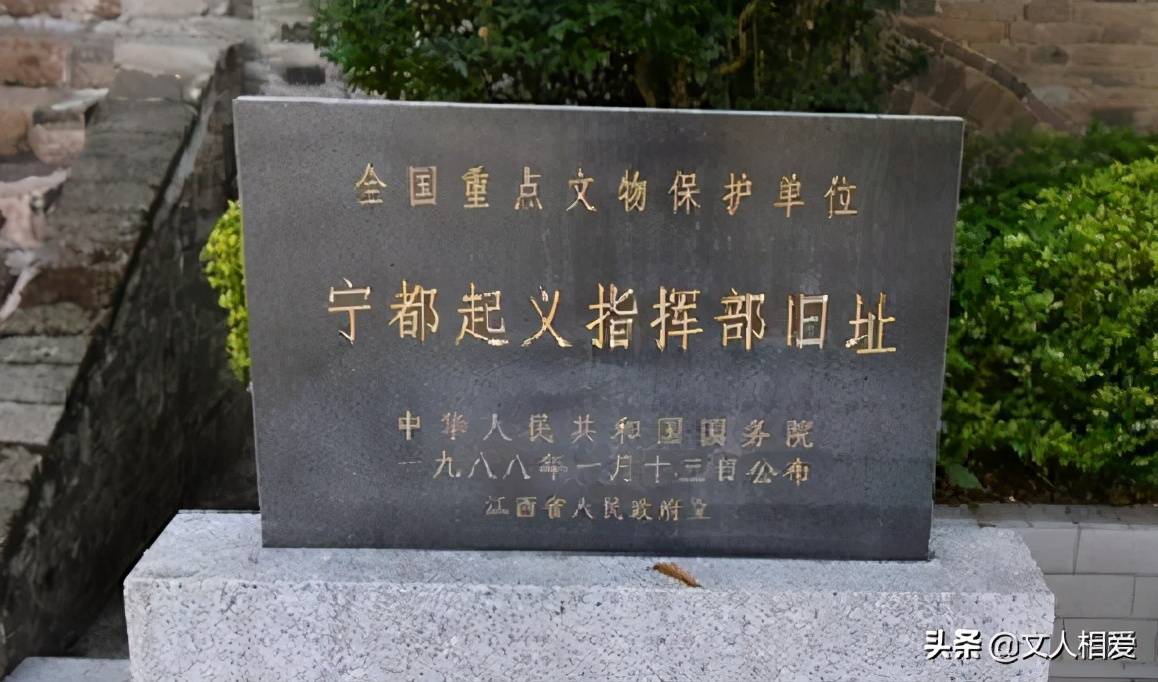 全国重点文物保护单位
宁都起义指挥部旧址
中华人民共和国国务院
一九八八年一月十三日公布
江西省人民政府立
头条 @文人相爱